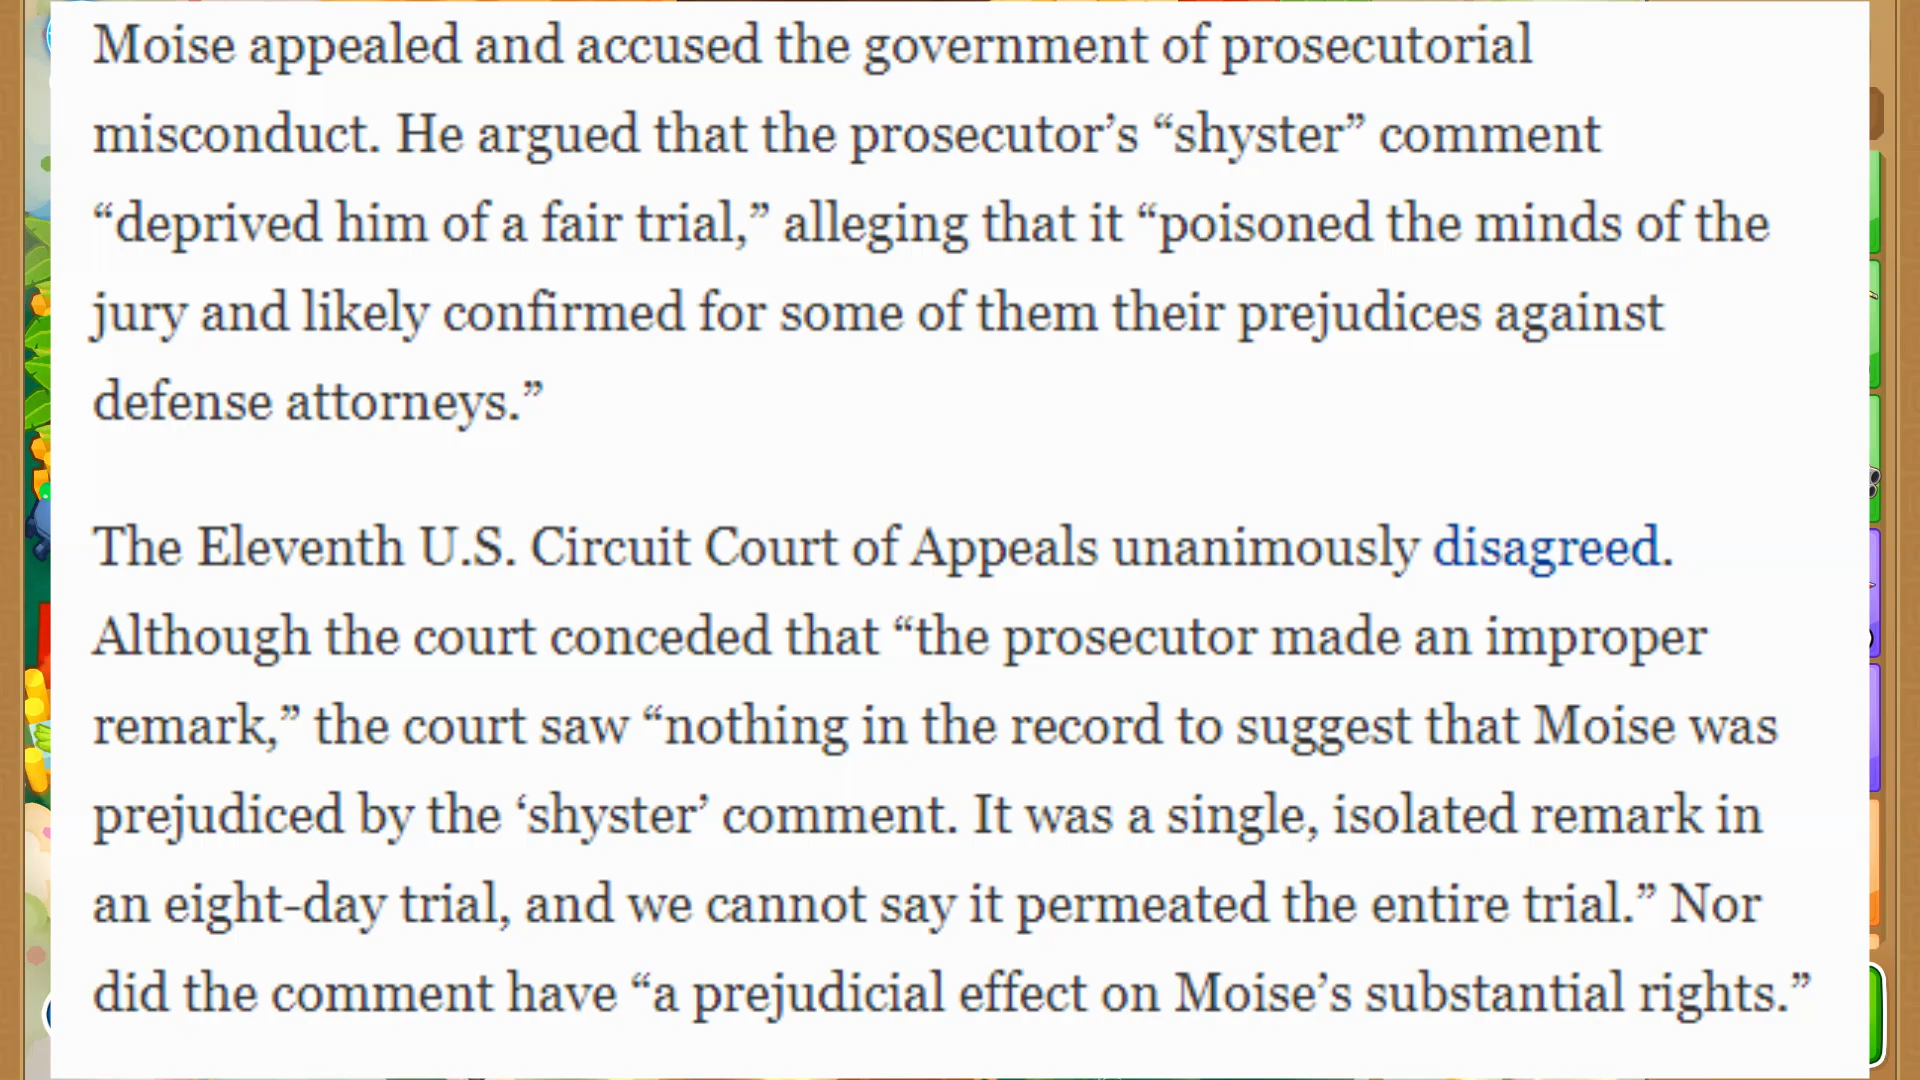 Moise appealed and accused the government of prosecutorial
misconduct. He argued that the prosecutor’s “shyster” comment
“deprived him of a fair trial,” alleging that it “poisoned the minds of the
jury and likely confirmed for some of them their prejudices against
defense attorneys.”
The Eleventh U.S. Circuit Court of Appeals unanimously disagreed.
Although the court conceded that “the prosecutor made an improper
remark,” the court saw “nothing in the record to suggest that Moise was
prejudiced by the ‘shyster’ comment. It was a single, isolated remark in
an eight-day trial, and we cannot say it permeated the entire trial.” Nor
did the comment have “a prejudicial effect on Moise’s substantial rights.”